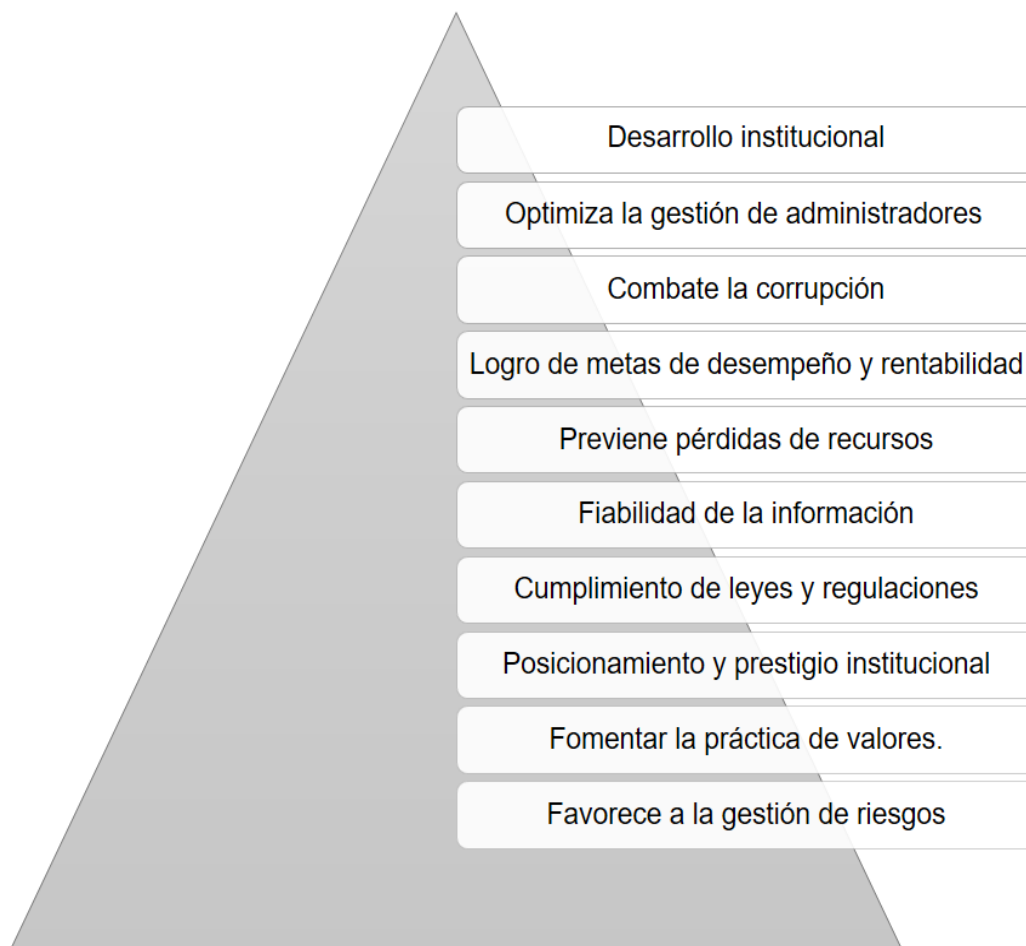 Desarrollo institucional
Optimiza la gestión de administradores
Combate la corrupción
Logro de metas de desempeño y rentabilidad
Previene pérdidas de recursos
Fiabilidad de la información
Cumplimiento de leyes y regulaciones
Posicionamiento y prestigio institucional
Fomentar la práctica de valores.
Favorece a la gestión de riesgos